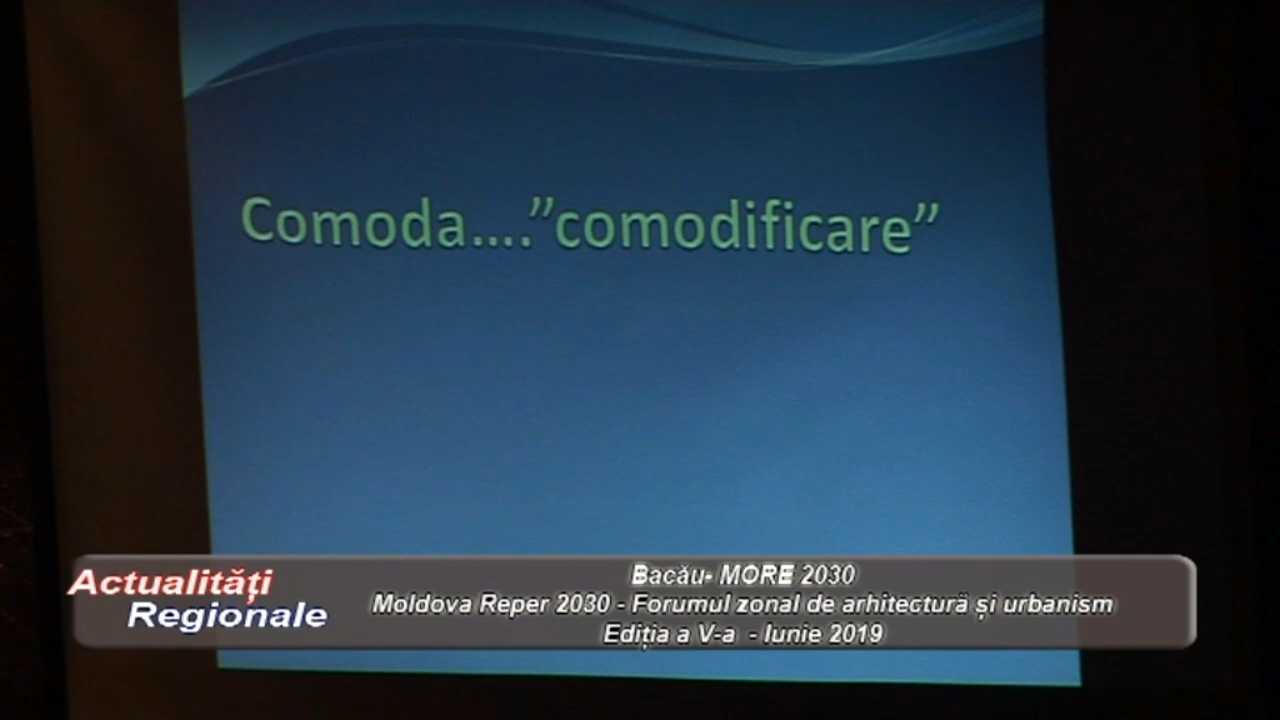 Comoda....”comodificare”
Actualități
Regionale
Bacău- MORE 2030
Moldova Reper 2030 - Forumul zonal de arhitectură și urbanism
Ediția a V-a - Iunie 2019